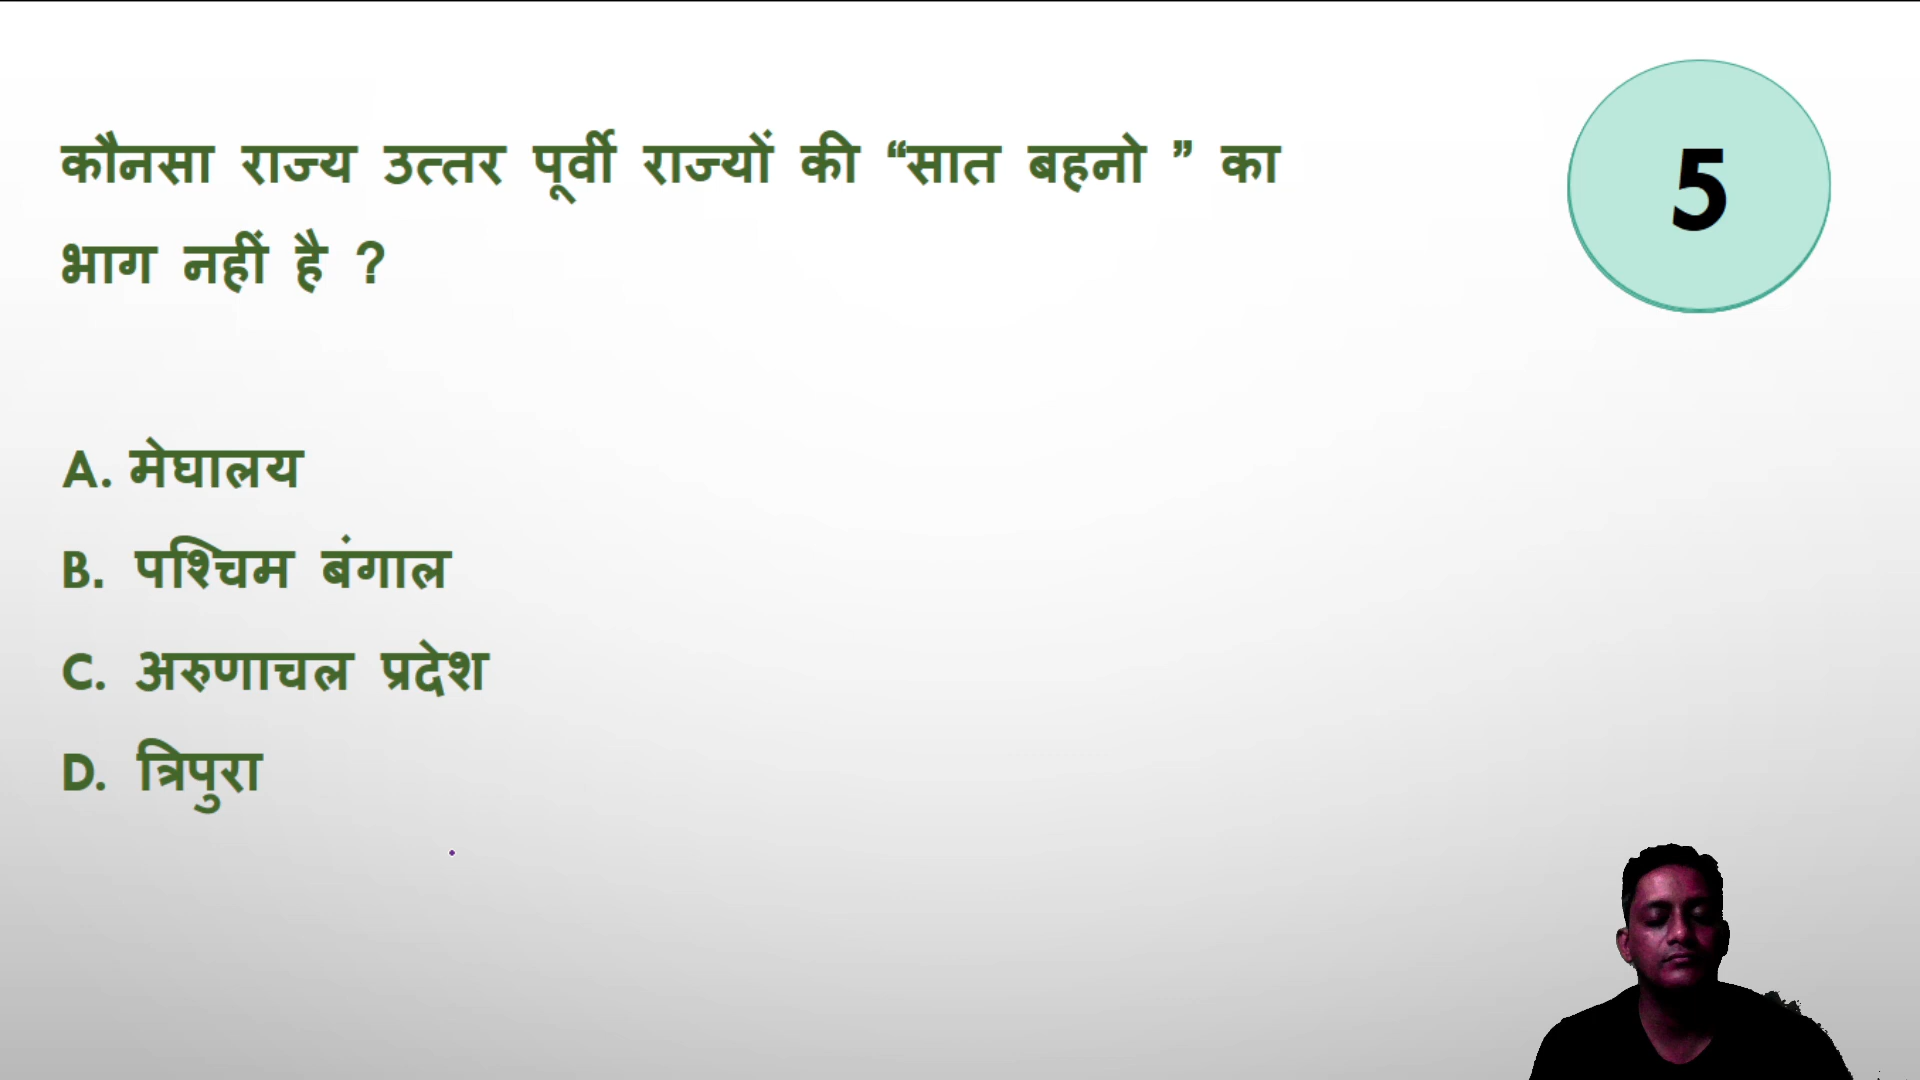 कौनसा राज्य उत्तर पूर्वी राज्यों की “सात बहनो ” का
भाग नहीं है ?
5
A. मेघालय
B. पश्चिम बंगाल
C. अरुणाचल प्रदेश
D. त्रिपुरा